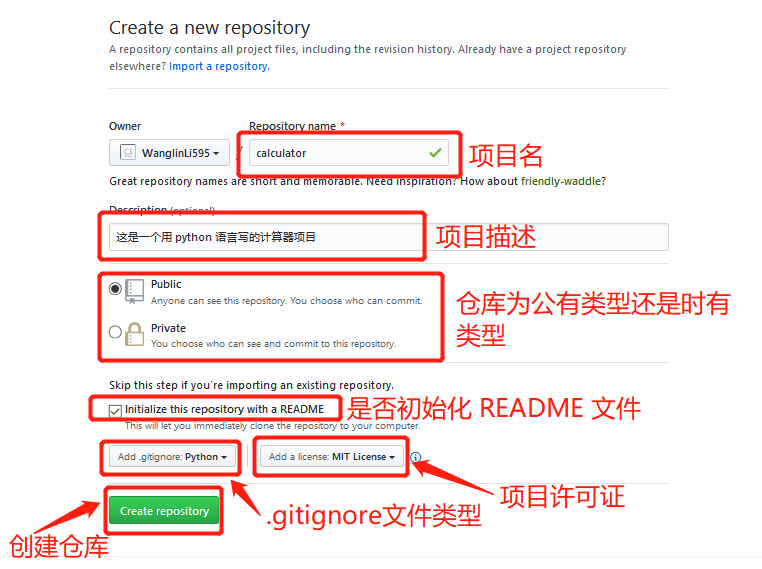 Create a new repository
A repository contains all project files, including the revision history. Already have a project repository
elsewhere? Import a repository.
Owner
Repository name *
WanglinLi595 / calculator
项目名
Great repository names are short and memorable. Need inspiration? How about friendly-waddle?
Description (optional)
这是一个用 python 语言写的计算器项目
项目描述
Public
Anyone can see this repository. You choose who can commit.
Private
You choose who can see and commit to this repository.
仓库为公有类型还是时有
类型
Skip this step if you're importing an existing repository.
Initialize this repository with a README
是否初始化 README 文件
This will let you immediately clone the repository to your computer.
Add .gitignore: Python
Add a license: MIT License
项目许可证
.gitignore文件类型
Create repository
创建仓库